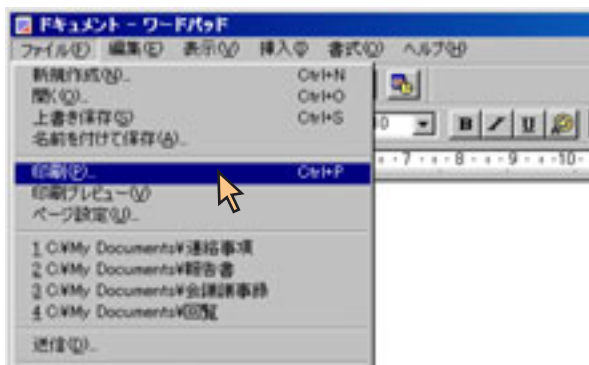 ドキュメント - ワードパッド
ファイル(F) 編集(E) 表示(V) 挿入(I) 書式(O) ヘルプ(H)
新規作成(N)... Ctrl+N
開く(O)... Ctrl+O
上書き保存(S) Ctrl+S
名前を付けて保存(A)...
印刷(P)... Ctrl+P
印刷プレビュー(V)
ページ設定(U)...
1 C:¥My Documents¥連絡事項
2 C:¥My Documents¥報告書
3 C:¥My Documents¥会議議事録
4 C:¥My Documents¥回覧
送信(D)...
B / U
7 8 9 10